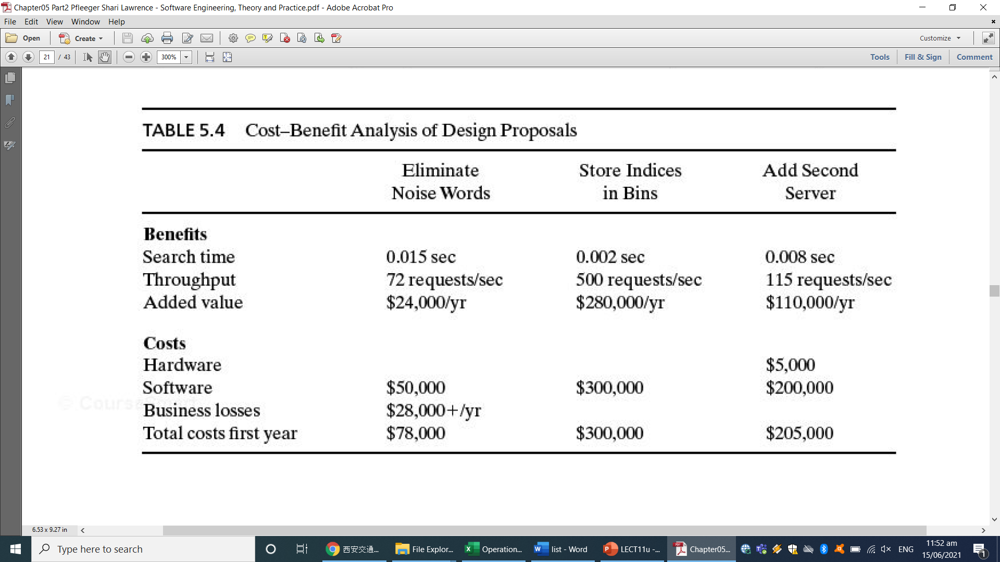 Chapter05 Part2 Pfleeger Shari Lawrence - Software Engineering, Theory and Practice.pdf - Adobe Acrobat Pro
File Edit View Window Help
Open Create Customize
21 / 43 300% Tools Fill & Sign Comment
TABLE 5.4 Cost–Benefit Analysis of Design Proposals
Eliminate Store Indices Add Second
Noise Words in Bins Server
Benefits
Search time 0.015 sec 0.002 sec 0.008 sec
Throughput 72 requests/sec 500 requests/sec 115 requests/sec
Added value $24,000/yr $280,000/yr $110,000/yr
Costs
Hardware $5,000
Software $50,000 $300,000 $200,000
Business losses $28,000+/yr
Total costs first year $78,000 $300,000 $205,000
6.53 x 9.27 in
Type here to search 西安交通... File Explor... Operation... list - Word LECT11u -... Chapter05... ENG 11:52 am
15/06/2021 1